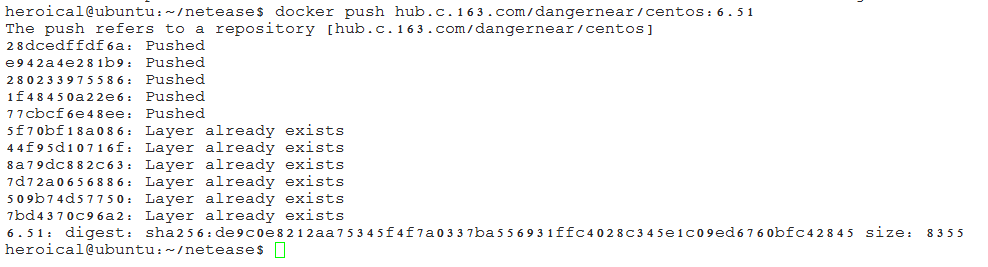 heroical@ubuntu:~/netease$ docker push hub.c.163.com/dangernear/centos:6.51
The push refers to a repository [hub.c.163.com/dangernear/centos]
28dcedffdf6a: Pushed
e942a4e281b9: Pushed
280233975586: Pushed
1f48450a22e6: Pushed
77cbcf6e48ee: Pushed
5f70bf18a086: Layer already exists
44f95d10716f: Layer already exists
8a79dc882c63: Layer already exists
7d72a0656886: Layer already exists
509b74d57750: Layer already exists
7bd4370c96a2: Layer already exists
6.51: digest: sha256:de9c0e8212aa75345f4f7a0337ba556931ffc4028c345e1c09ed6760bfc42845 size: 8355
heroical@ubuntu:~/netease$